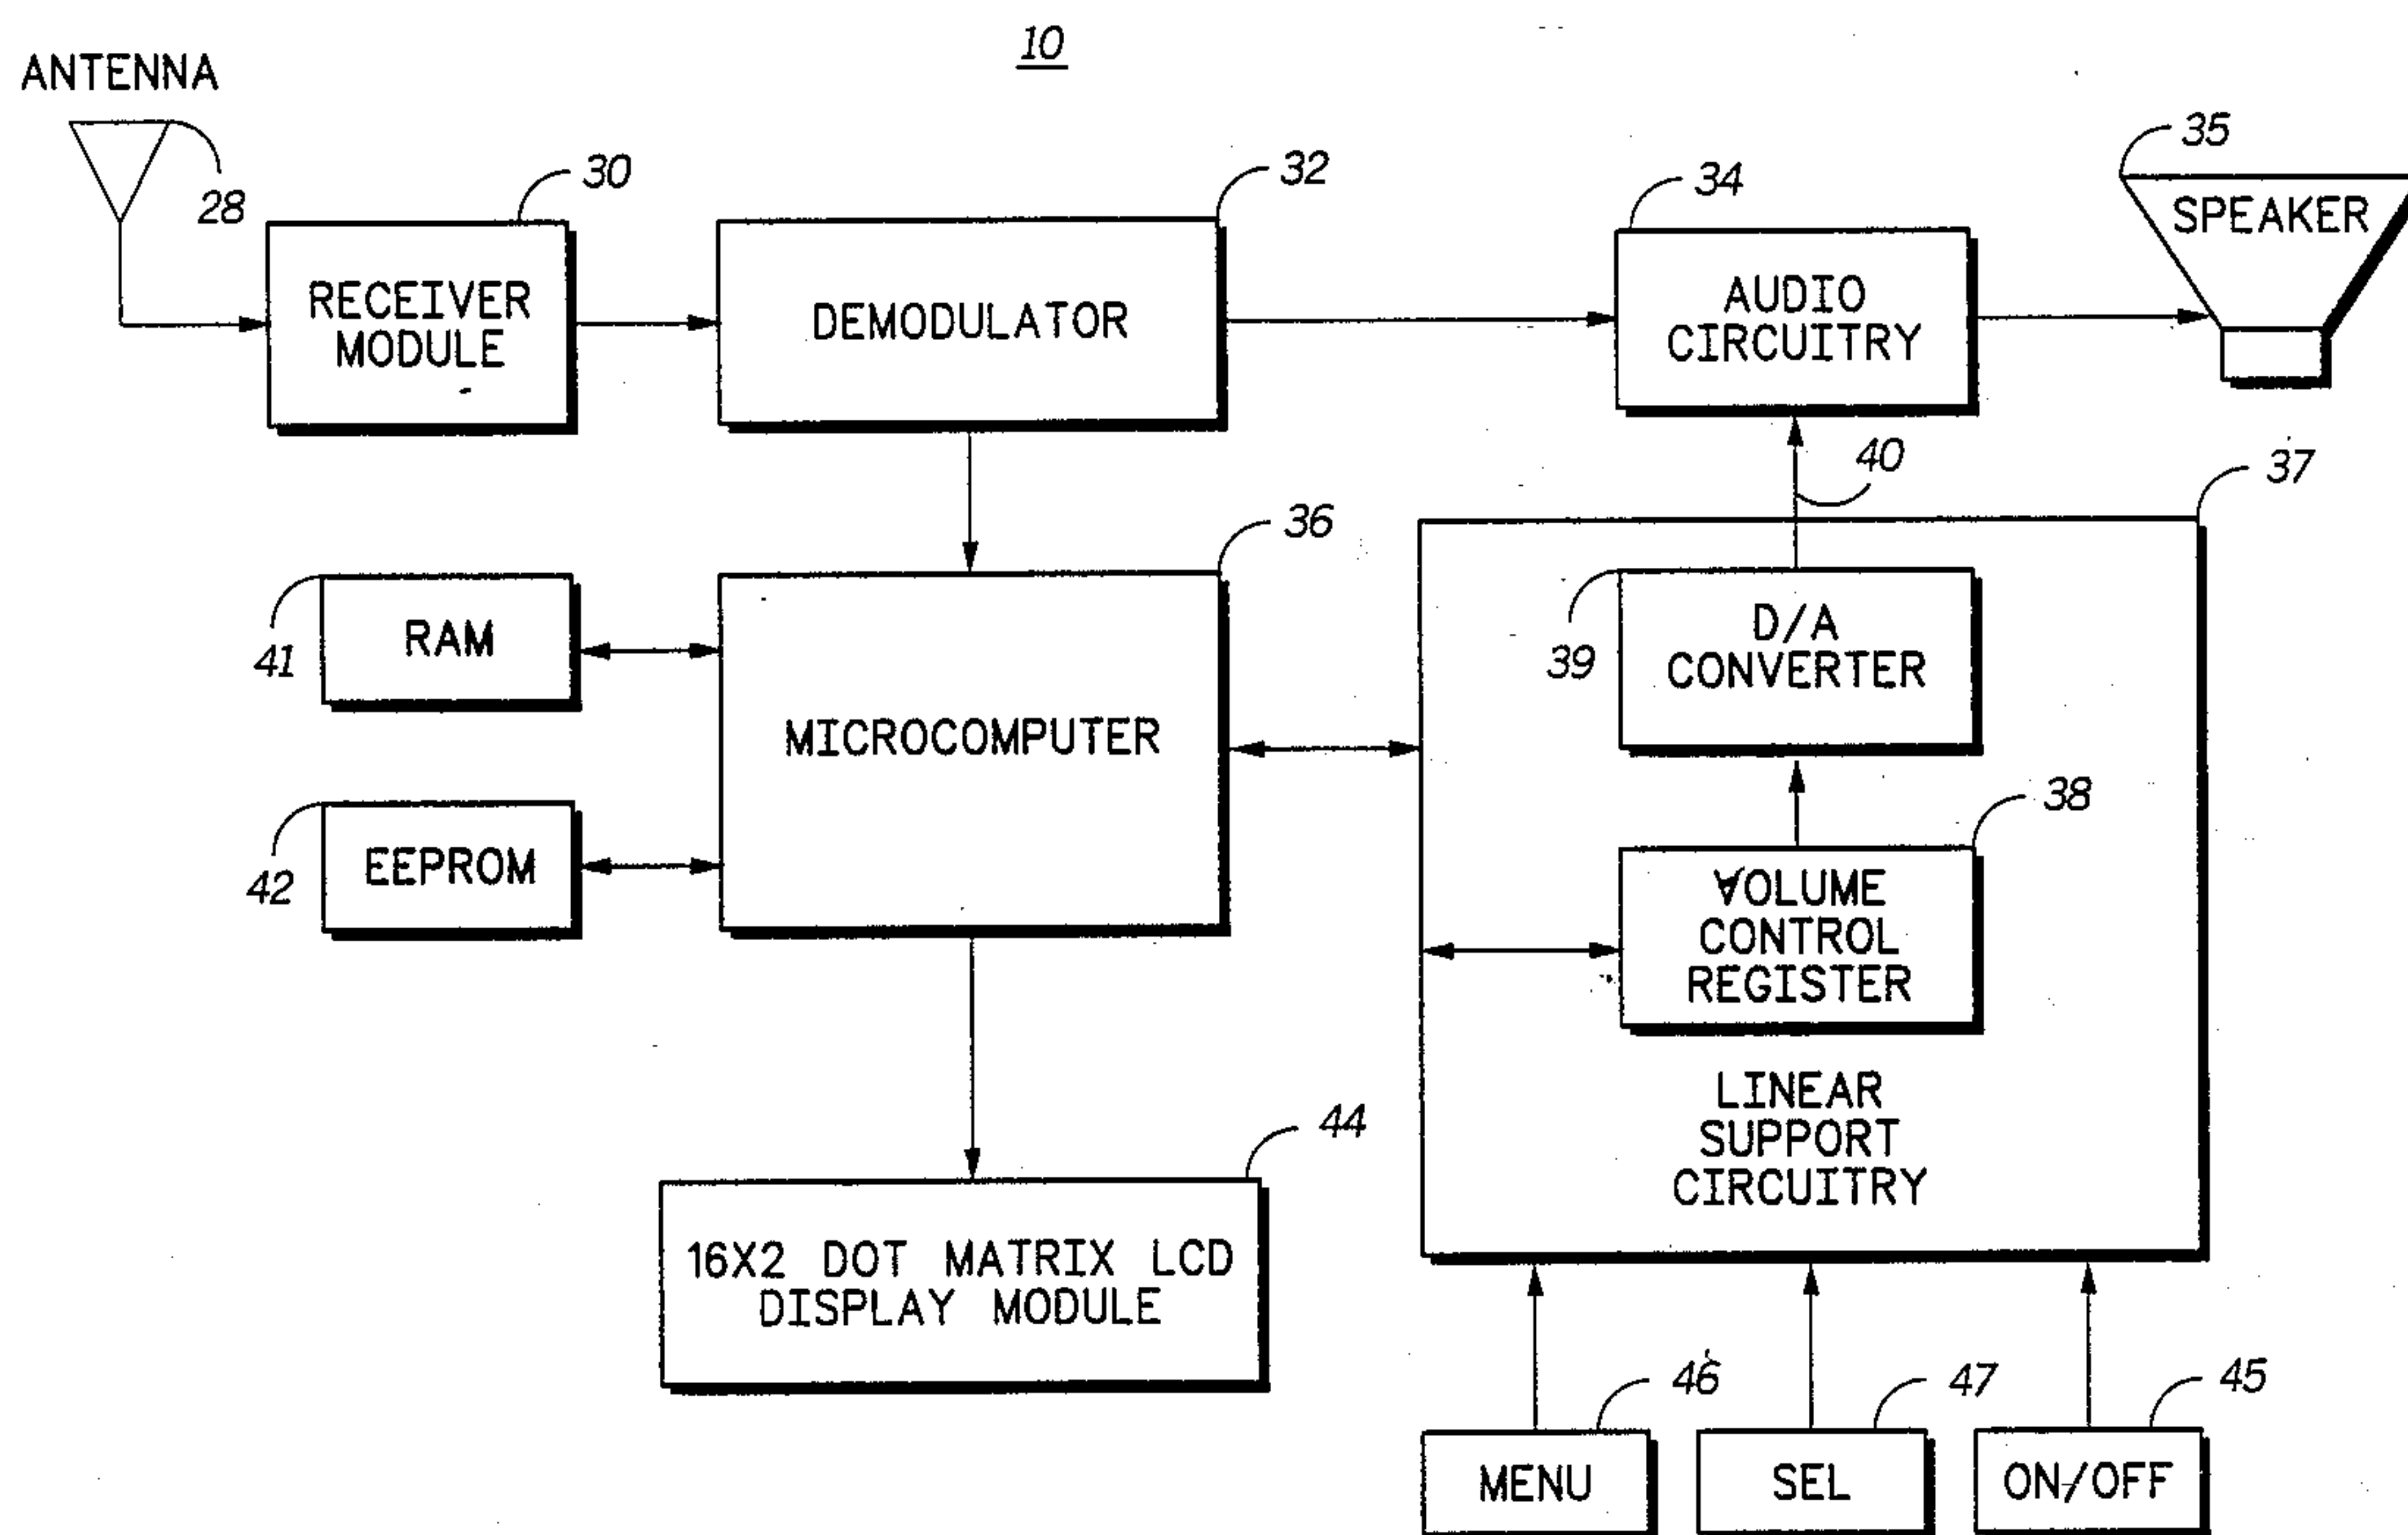 10
ANTENNA
28
30
RECEIVER
MODULE
32
DEMODULATOR
34
AUDIO
CIRCUITRY
35
SPEAKER
40
37
36
MICROCOMPUTER
41
RAM
42
EEPROM
39
D/A
CONVERTER
38
VOLUME
CONTROL
REGISTER
LINEAR
SUPPORT
CIRCUITRY
44
16X2 DOT MATRIX LCD
DISPLAY MODULE
46
MENU
47
SEL
45
ON/OFF